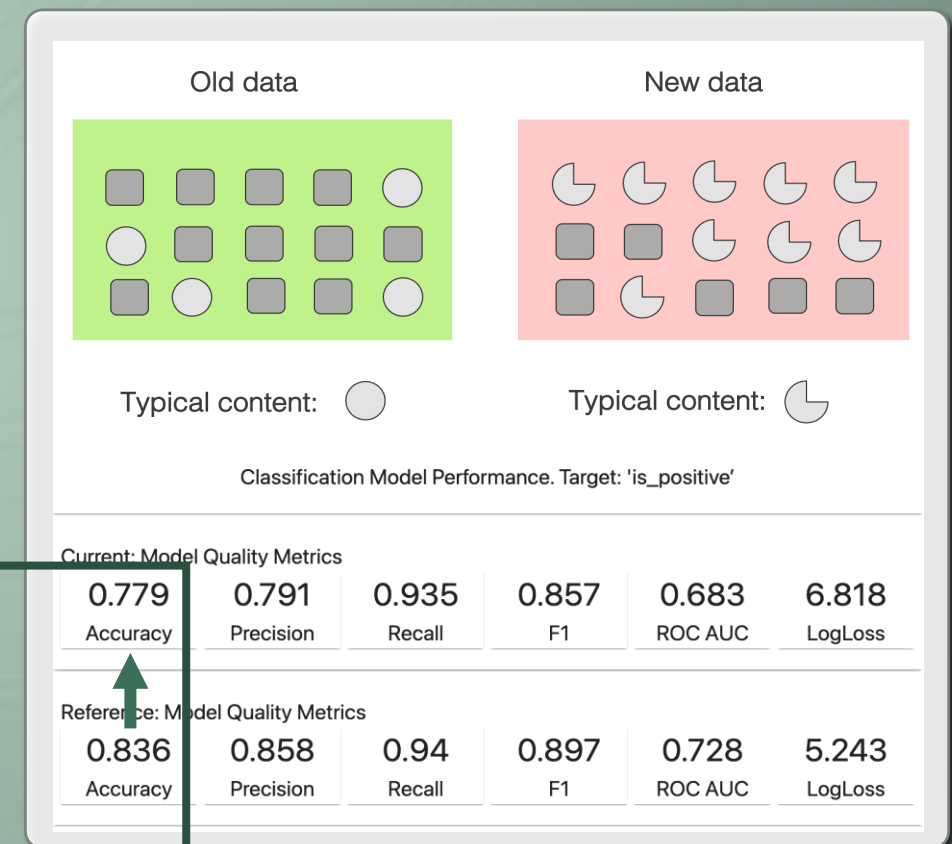 Old data
New data
Typical content:
Typical content:
Classification Model Performance. Target: 'is_positive’
Current: Model Quality Metrics
0.779 0.791 0.935 0.857 0.683 6.818
Accuracy Precision Recall F1 ROC AUC LogLoss
Reference: Model Quality Metrics
0.836 0.858 0.94 0.897 0.728 5.243
Accuracy Precision Recall F1 ROC AUC LogLoss